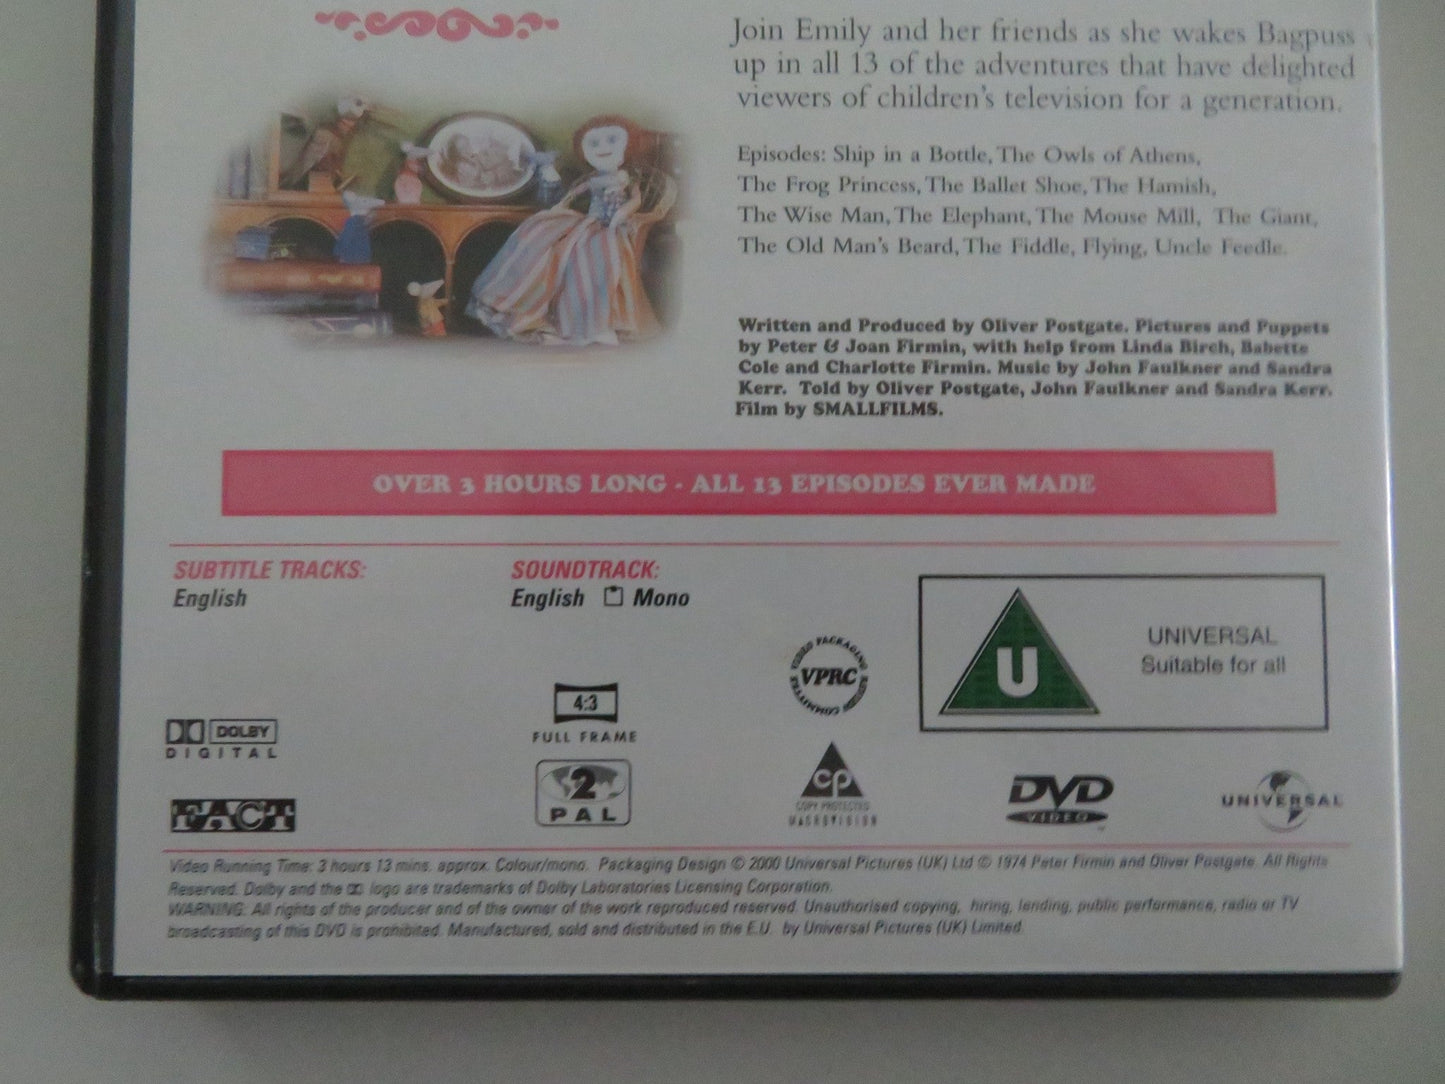 Join Emily and her friends as she wakes Bagpuss
up in all 13 of the adventures that have delighted
viewers of children's television for a generation.
Episodes: Ship in a Bottle, The Owls of Athens,
The Frog Princess, The Ballet Shoe, The Hamish,
The Wise Man, The Elephant, The Mouse Mill, The Giant,
The Old Man's Beard, The Fiddle, Flying, Uncle Feedle.
Written and Produced by Oliver Postgate. Pictures and Puppets
by Peter & Joan Firmin, with help from Linda Birch, Babette
Cole and Charlotte Firmin. Music by John Faulkner and Sandra
Kerr. Told by Oliver Postgate, John Faulkner and Sandra Kerr.
Film by SMALLFILMS.
OVER 3 HOURS LONG - ALL 13 EPISODES EVER MADE
SUBTITLE TRACKS:
English
SOUNDTRACK:
English Mono
VIDEO PACKAGING REVIEW COMMITTEE
VPRC
U
UNIVERSAL
Suitable for all
4:3
FULL FRAME
DOLBY
DIGITAL
FACT
2
PAL
CP
COPY PROTECTED
MACROVISION
DVD
VIDEO
UNIVERSAL
Video Running Time: 3 hours 13 mins. approx. Colour/mono. Packaging Design © 2000 Universal Pictures (UK) Ltd © 1974 Peter Firmin and Oliver Postgate. All Rights
Reserved. Dolby and the logo are trademarks of Dolby Laboratories Licensing Corporation.
WARNING: All rights of the producer and of the owner of the work reproduced reserved. Unauthorised copying, hiring, lending, public performance, radio or TV
broadcasting of this DVD is prohibited. Manufactured, sold and distributed in the E.U. by Universal Pictures (UK) Limited.